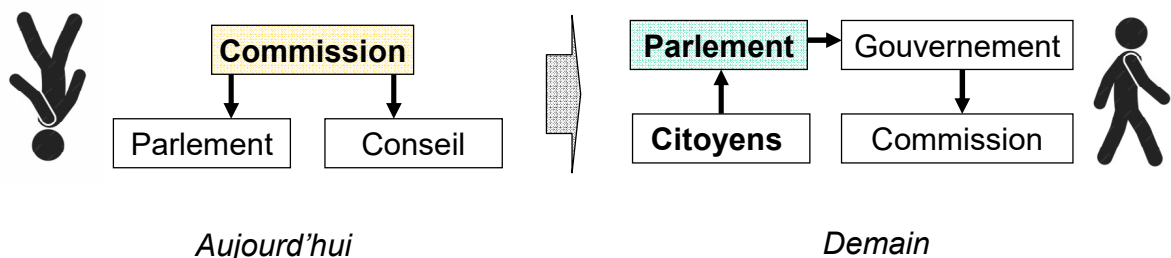 Commission
Parlement
Conseil
Aujourd’hui
Parlement
Gouvernement
Citoyens
Commission
Demain